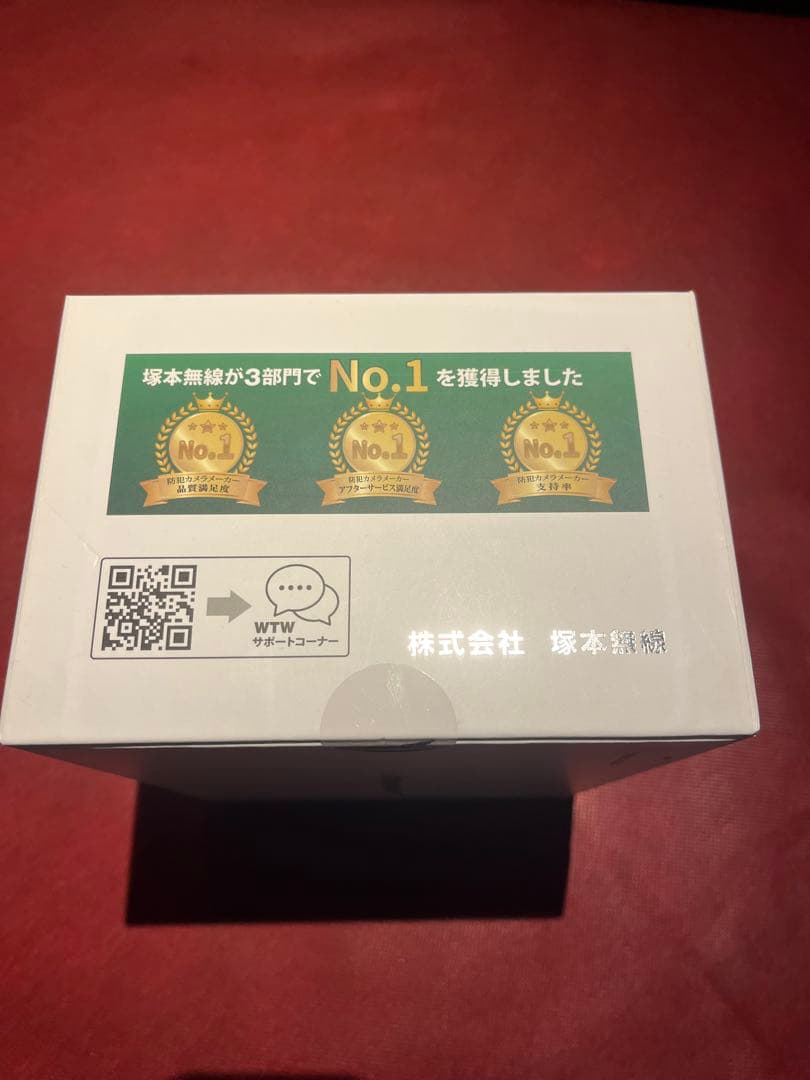 塚本無線が3部門で No.1 を獲得しました
No.1
防犯カメラメーカー
品質満足度
No.1
防犯カメラメーカー
アフターサービス満足度
No.1
防犯カメラメーカー
支持率
WTW
サポートコーナー
株式会社 塚本無線